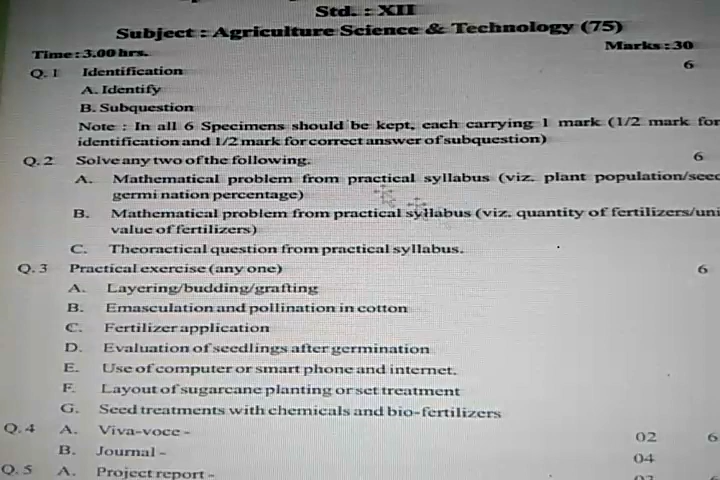 Std. : XII
Subject : Agriculture Science & Technology (75)
Time : 3.00 hrs. Marks : 30
Q. 1 Identification 6
A. Identify
B. Subquestion
Note : In all 6 Specimens should be kept, each carrying 1 mark (1/2 mark for
identification and 1/2 mark for correct answer of subquestion)
Q. 2 Solve any two of the following. 6
A. Mathematical problem from practical syllabus (viz. plant population/seed
germi nation percentage)
B. Mathematical problem from practical syllabus (viz. quantity of fertilizers/uni
value of fertilizers)
C. Theoractical question from practical syllabus.
Q. 3 Practical exercise (any one) 6
A. Layering/budding/grafting
B. Emasculation and pollination in cotton
C. Fertilizer application
D. Evaluation of seedlings after germination
E. Use of computer or smart phone and internet.
F. Layout of sugarcane planting or set treatment
G. Seed treatments with chemicals and bio-fertilizers
Q. 4 A. Viva-voce - 02 6
B. Journal - 04
Q. 5 A. Project report -